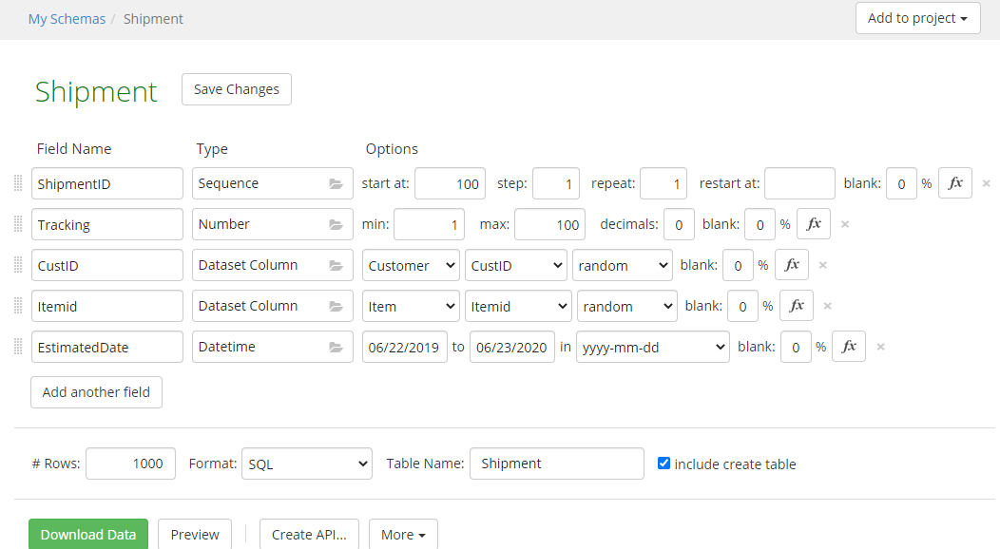 My Schemas / Shipment Add to project
Shipment Save Changes
Field Name Type Options
ShipmentID Sequence start at: 100 step: 1 repeat: 1 restart at: blank: 0 % fx ×
Tracking Number min: 1 max: 100 decimals: 0 blank: 0 % fx ×
CustID Dataset Column Customer CustID random blank: 0 % fx ×
Itemid Dataset Column Item Itemid random blank: 0 % fx ×
EstimatedDate Datetime 06/22/2019 to 06/23/2020 in yyyy-mm-dd blank: 0 % fx ×
Add another field
# Rows: 1000 Format: SQL Table Name: Shipment include create table
Download Data Preview Create API... More